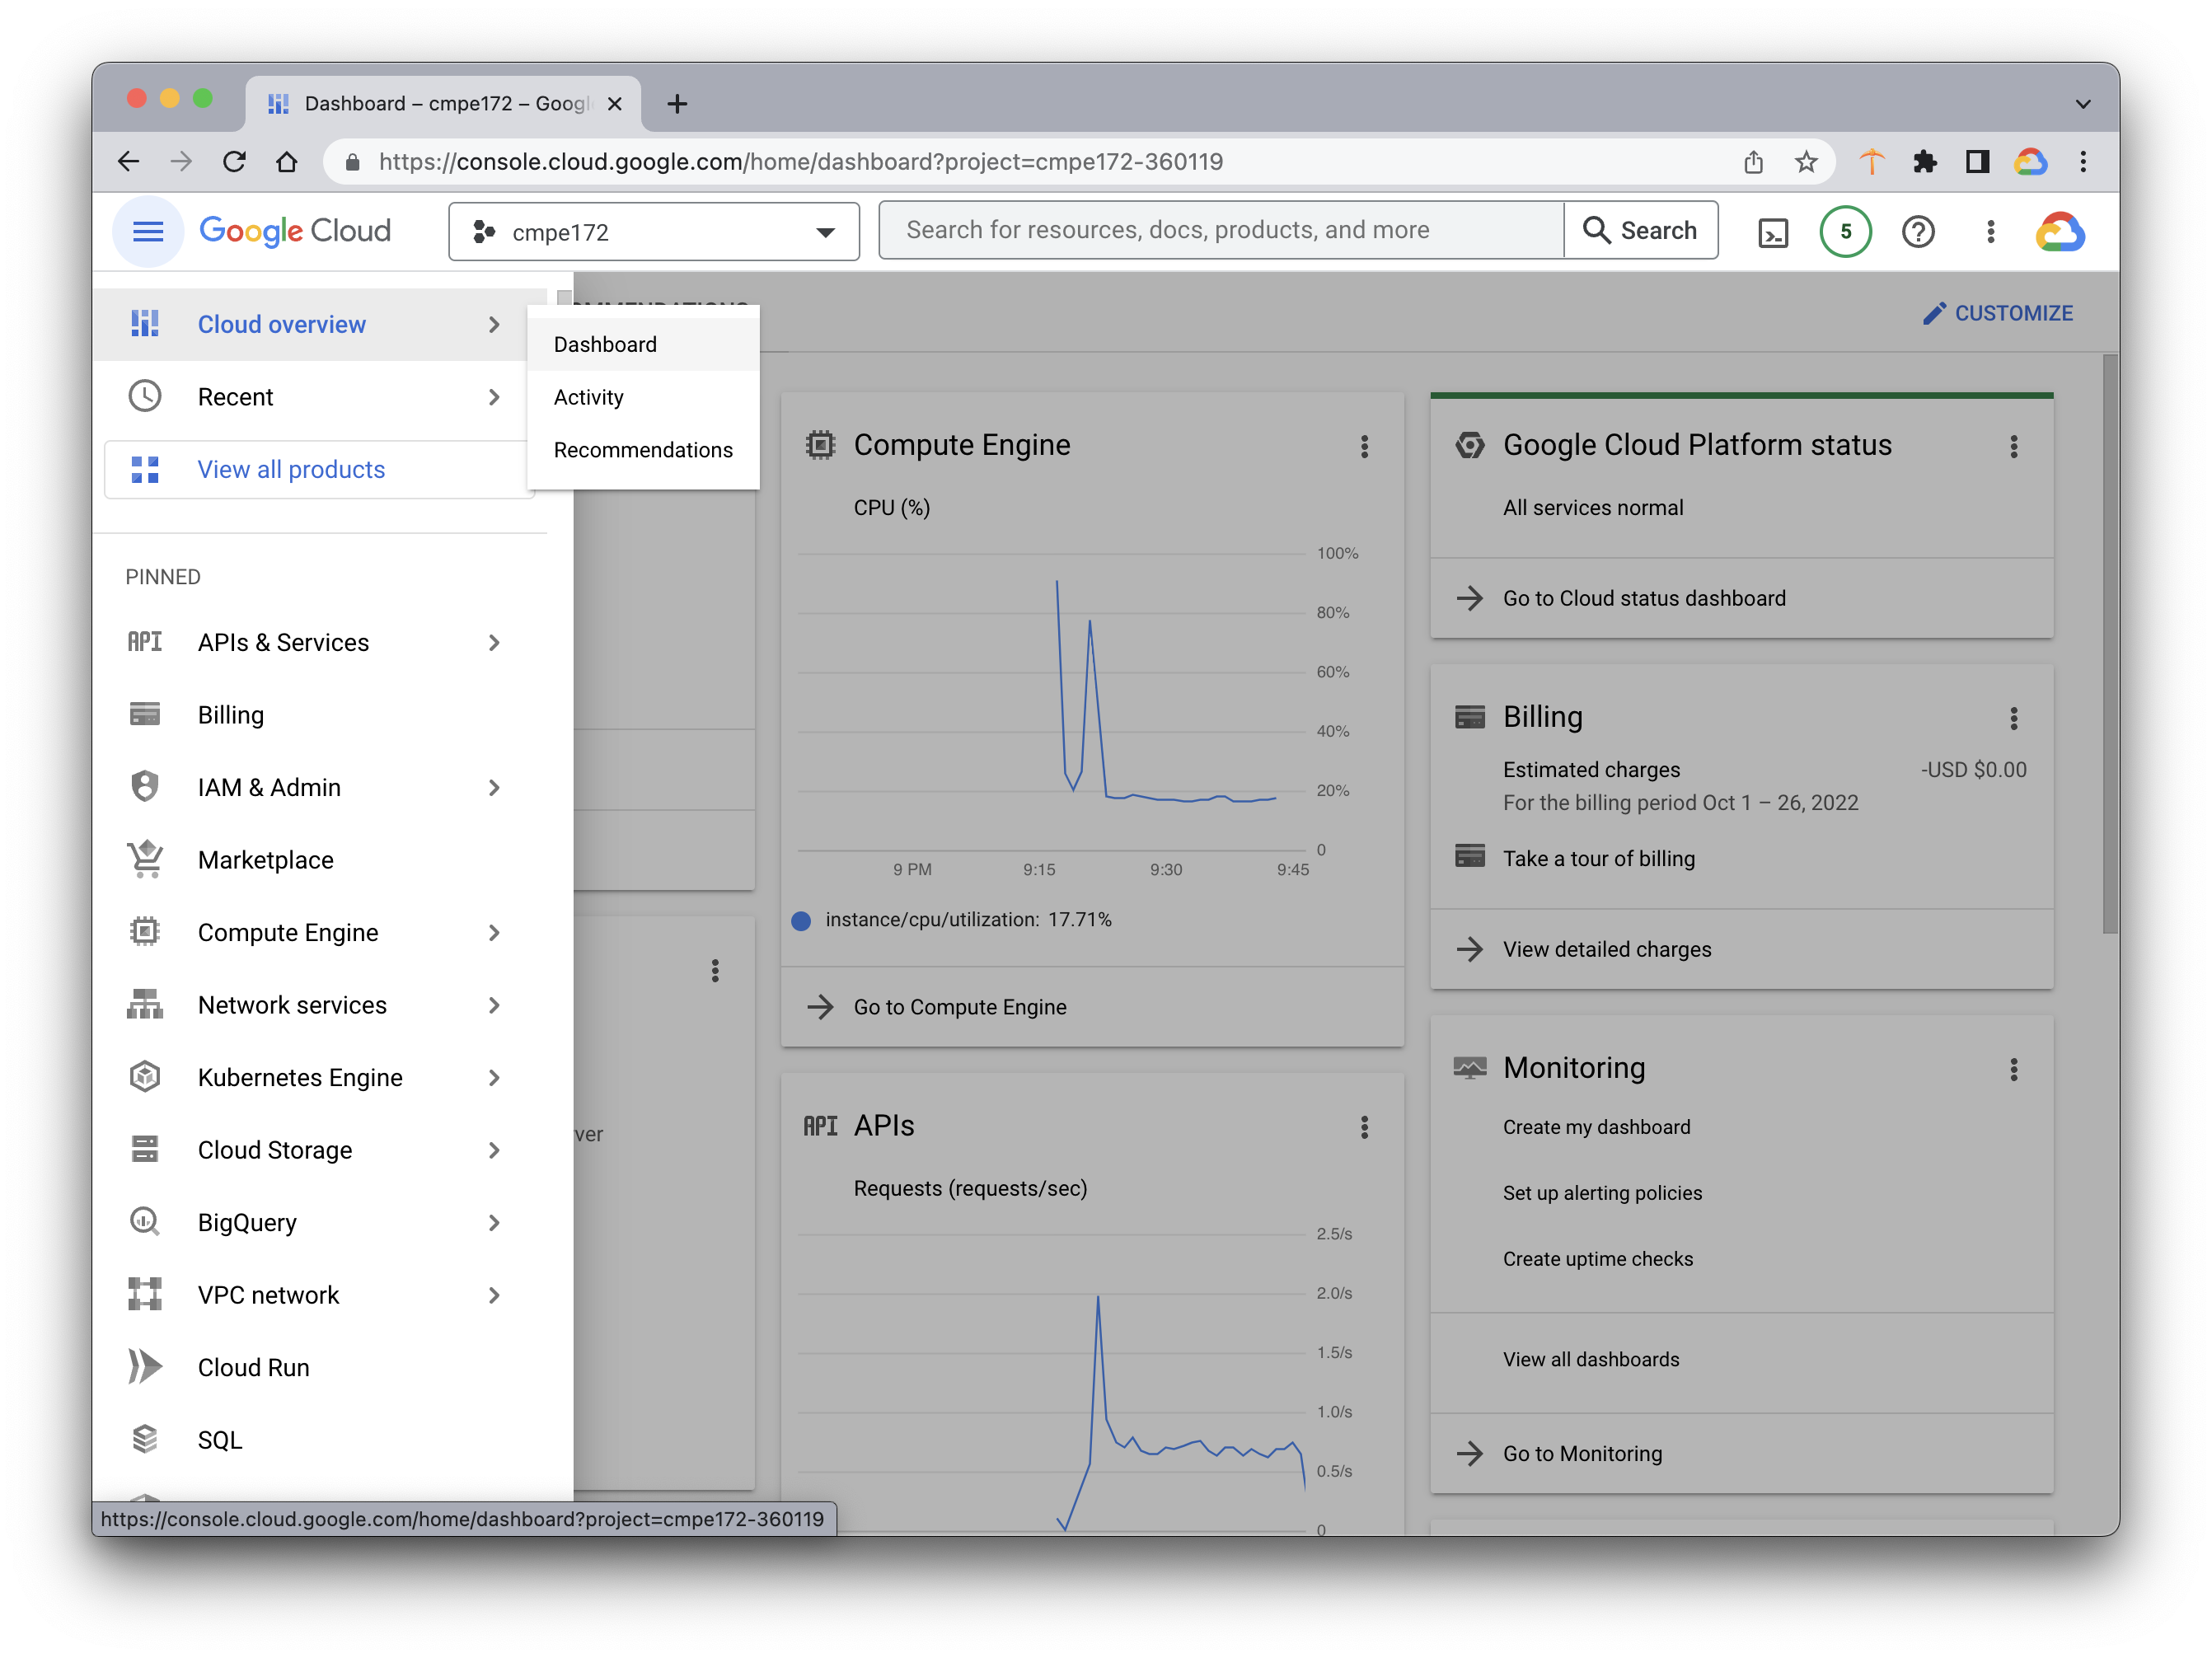 Dashboard – cmpe172 – Googl
https://console.cloud.google.com/home/dashboard?project=cmpe172-360119
Google Cloud
cmpe172
Search for resources, docs, products, and more
Search
5
CUSTOMIZE
Cloud overview
Recent
View all products
Dashboard
Activity
Recommendations
PINNED
API APIs & Services
Billing
IAM & Admin
Marketplace
Compute Engine
Network services
Kubernetes Engine
Cloud Storage
BigQuery
VPC network
Cloud Run
SQL
ver
Compute Engine
CPU (%)
100%
80%
60%
40%
20%
0
9 PM 9:15 9:30 9:45
instance/cpu/utilization: 17.71%
Go to Compute Engine
API APIs
Requests (requests/sec)
2.5/s
2.0/s
1.5/s
1.0/s
0.5/s
0
Google Cloud Platform status
All services normal
Go to Cloud status dashboard
Billing
Estimated charges -USD $0.00
For the billing period Oct 1 – 26, 2022
Take a tour of billing
View detailed charges
Monitoring
Create my dashboard
Set up alerting policies
Create uptime checks
View all dashboards
Go to Monitoring
https://console.cloud.google.com/home/dashboard?project=cmpe172-360119